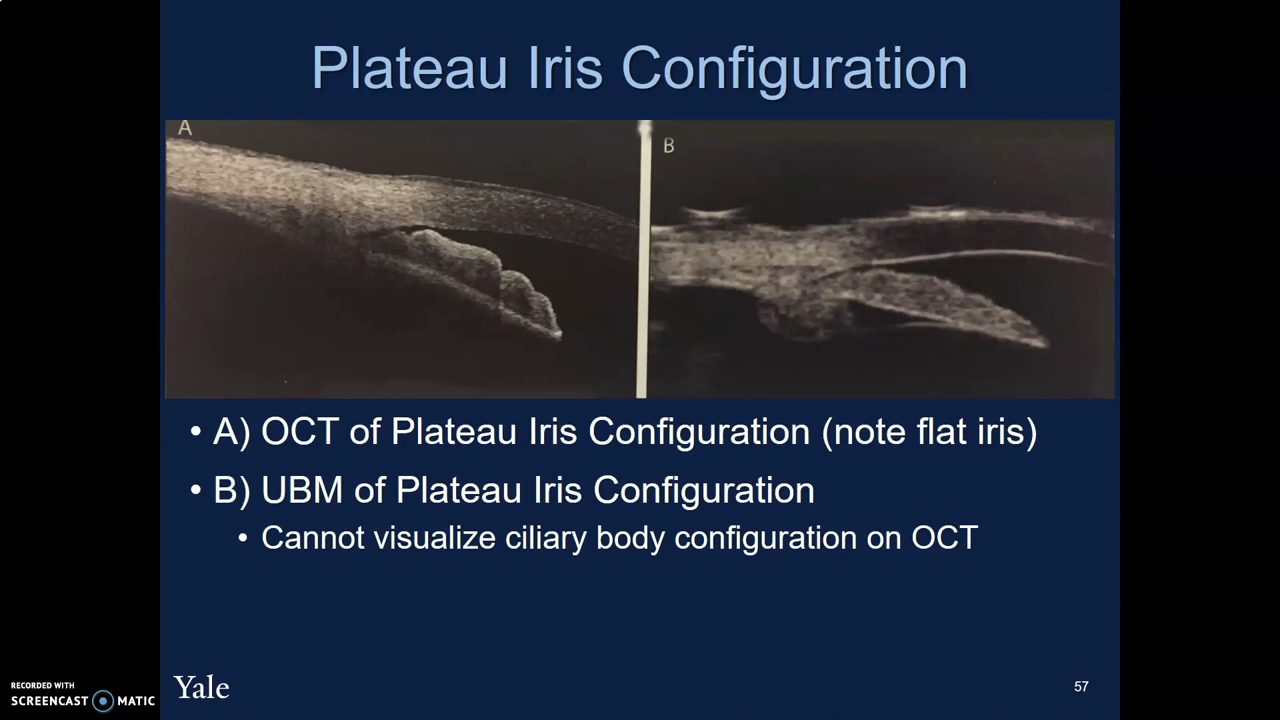 Plateau Iris Configuration
A
B
• A) OCT of Plateau Iris Configuration (note flat iris)
• B) UBM of Plateau Iris Configuration
• Cannot visualize ciliary body configuration on OCT
RECORDED WITH
SCREENCAST MATIC
Yale
57